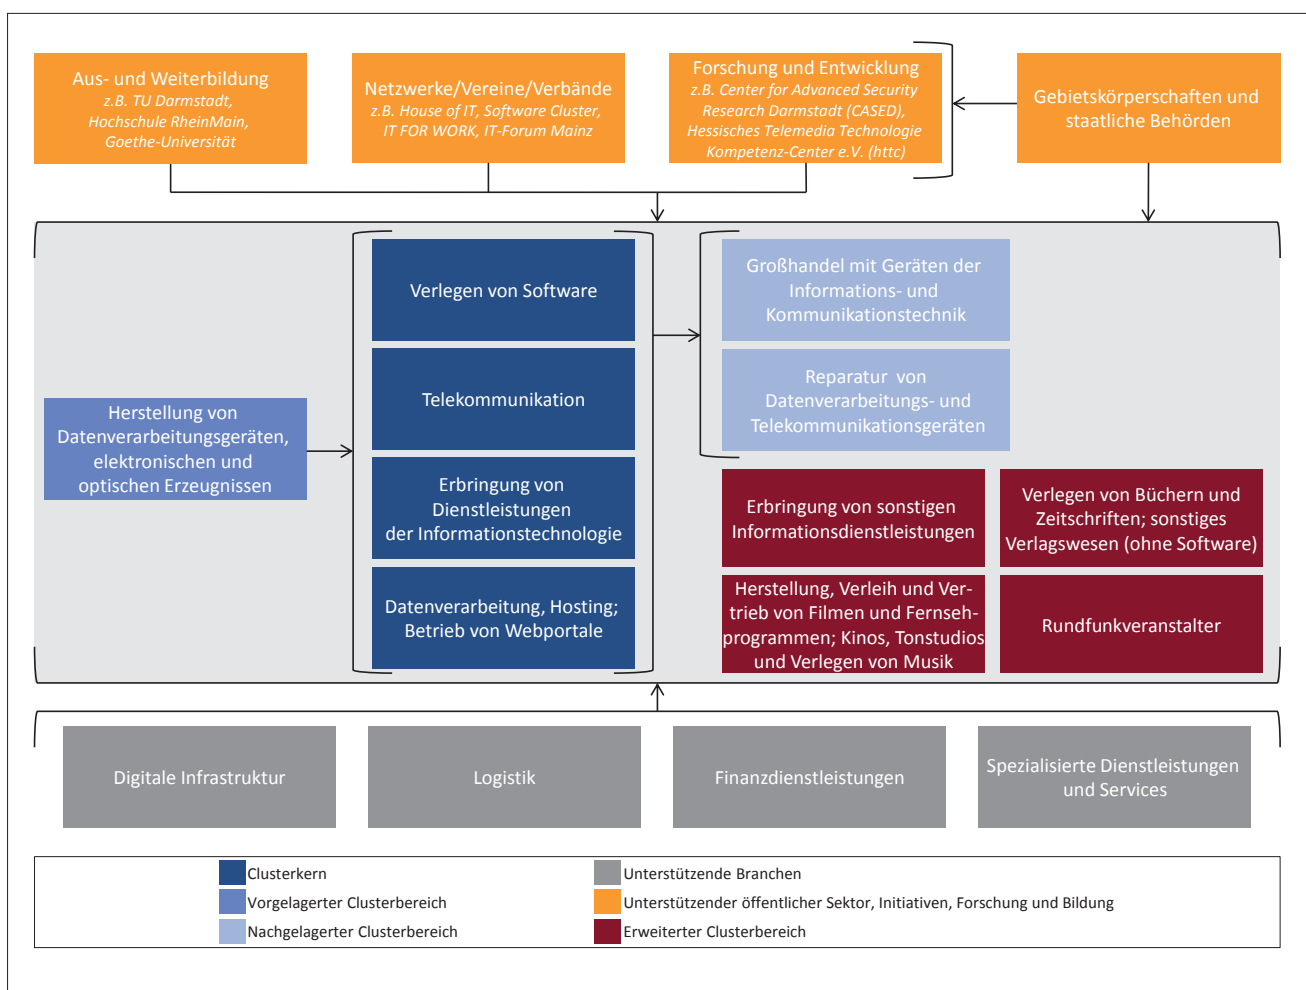 Aus- und Weiterbildung
z.B. TU Darmstadt,
Hochschule RheinMain,
Goethe-Universität
Netzwerke/Vereine/Verbände
z.B. House of IT, Software Cluster,
IT FOR WORK, IT-Forum Mainz
Forschung und Entwicklung
z.B. Center for Advanced Security
Research Darmstadt (CASED),
Hessisches Telemedia Technologie
Kompetenz-Center e.V. (httc)
Gebietskörperschaften und
staatliche Behörden
Herstellung von
Datenverarbeitungsgeräten,
elektronischen und
optischen Erzeugnissen
Verlegen von Software
Telekommunikation
Erbringung von
Dienstleistungen
der Informationstechnologie
Datenverarbeitung, Hosting;
Betrieb von Webportale
Großhandel mit Geräten der
Informations- und
Kommunikationstechnik
Reparatur von
Datenverarbeitungs- und
Telekommunikationsgeräten
Erbringung von sonstigen
Informationsdienstleistungen
Verlegen von Büchern und
Zeitschriften; sonstiges
Verlagswesen (ohne Software)
Herstellung, Verleih und Ver-
trieb von Filmen und Fernseh-
programmen; Kinos, Tonstudios
und Verlegen von Musik
Rundfunkveranstalter
Digitale Infrastruktur
Logistik
Finanzdienstleistungen
Spezialisierte Dienstleistungen
und Services
Clusterkern
Vorgelagerter Clusterbereich
Nachgelagerter Clusterbereich
Unterstützende Branchen
Unterstützender öffentlicher Sektor, Initiativen, Forschung und Bildung
Erweiterter Clusterbereich